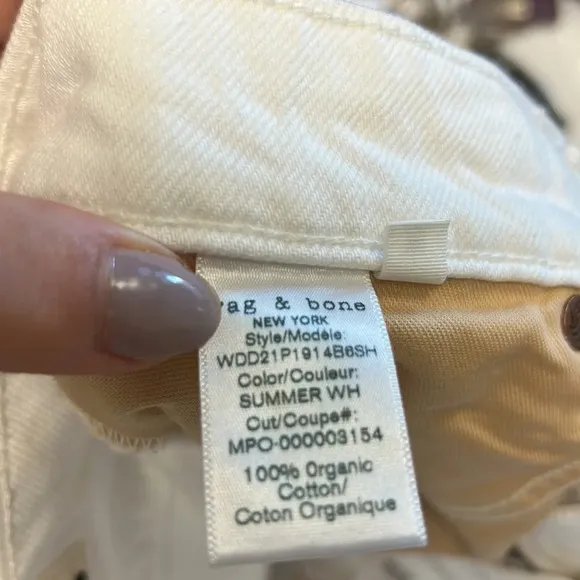 rag & bone
NEW YORK
Style/Modèle:
WDD21P1914B6SH
Color/Couleur:
SUMMER WH
Cut/Coupe#:
MPO-000003154
100% Organic
Cotton/
Coton Organique